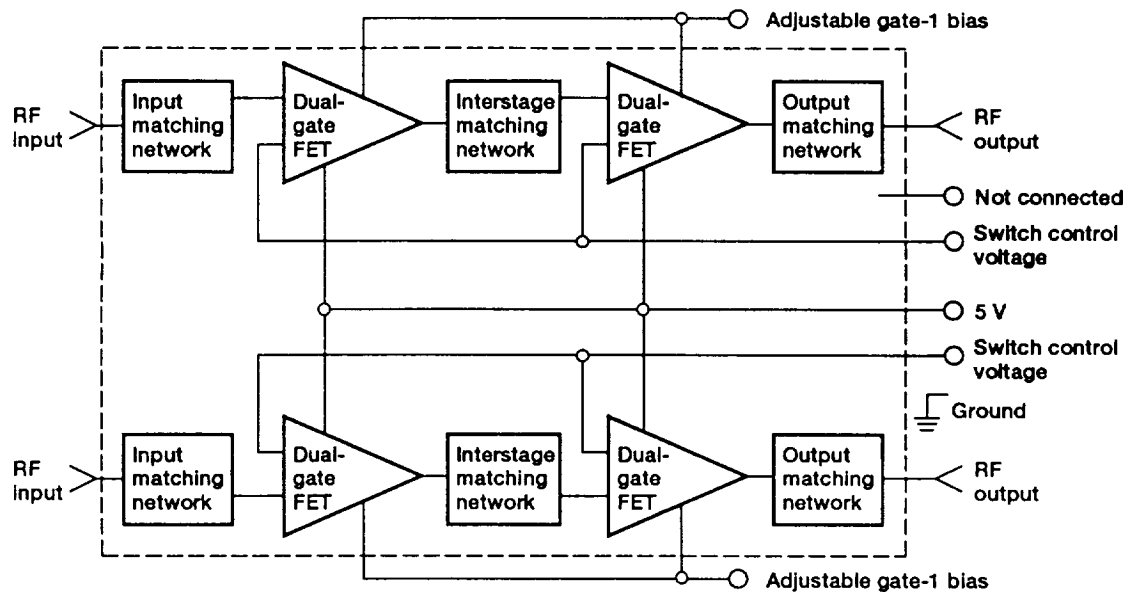 Adjustable gate-1 bias
RF
Input
Input
matching
network
Dual-
gate
FET
Interstage
matching
network
Dual-
gate
FET
Output
matching
network
RF
output
Not connected
Switch control
voltage
5 V
Switch control
voltage
Ground
RF
Input
Input
matching
network
Dual-
gate
FET
Interstage
matching
network
Dual-
gate
FET
Output
matching
network
RF
output
Adjustable gate-1 bias